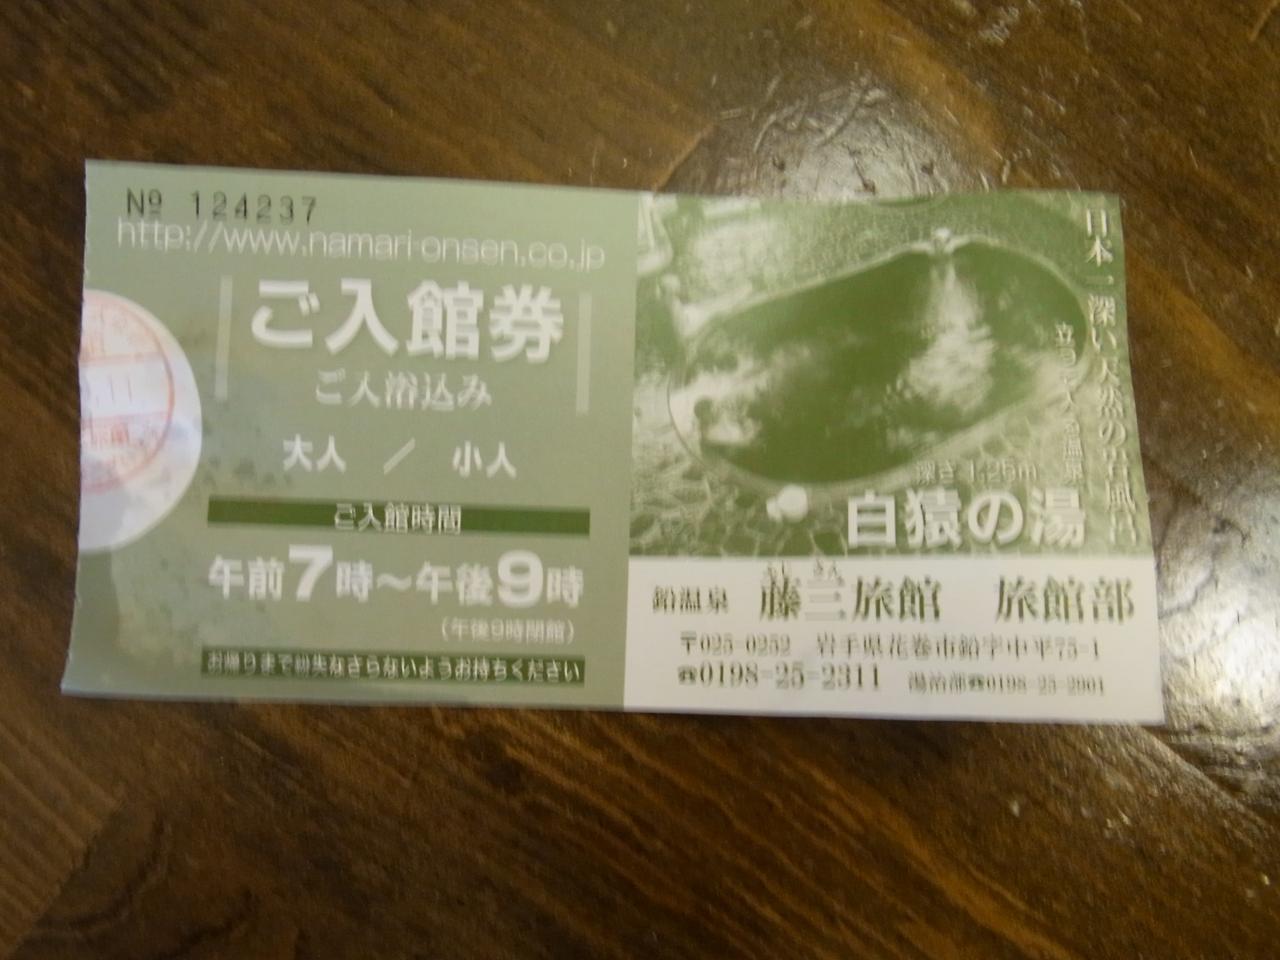 № 124237
http://www.namari-onsen.co.jp
ご入館券
ご入浴込み
大人 / 小人
ご入館時間
午前7時～午後9時
(午後9時閉館)
お帰りまで紛失なさらないようお持ちください
日本一深い天然の岩風呂
立って入る温泉
深さ 1.25m
白猿の湯
鉛温泉 藤三旅館 旅館部
〒025-0252 岩手県花巻市鉛字中平75-1
☎0198-25-2311 湯治部☎0198-25-2901